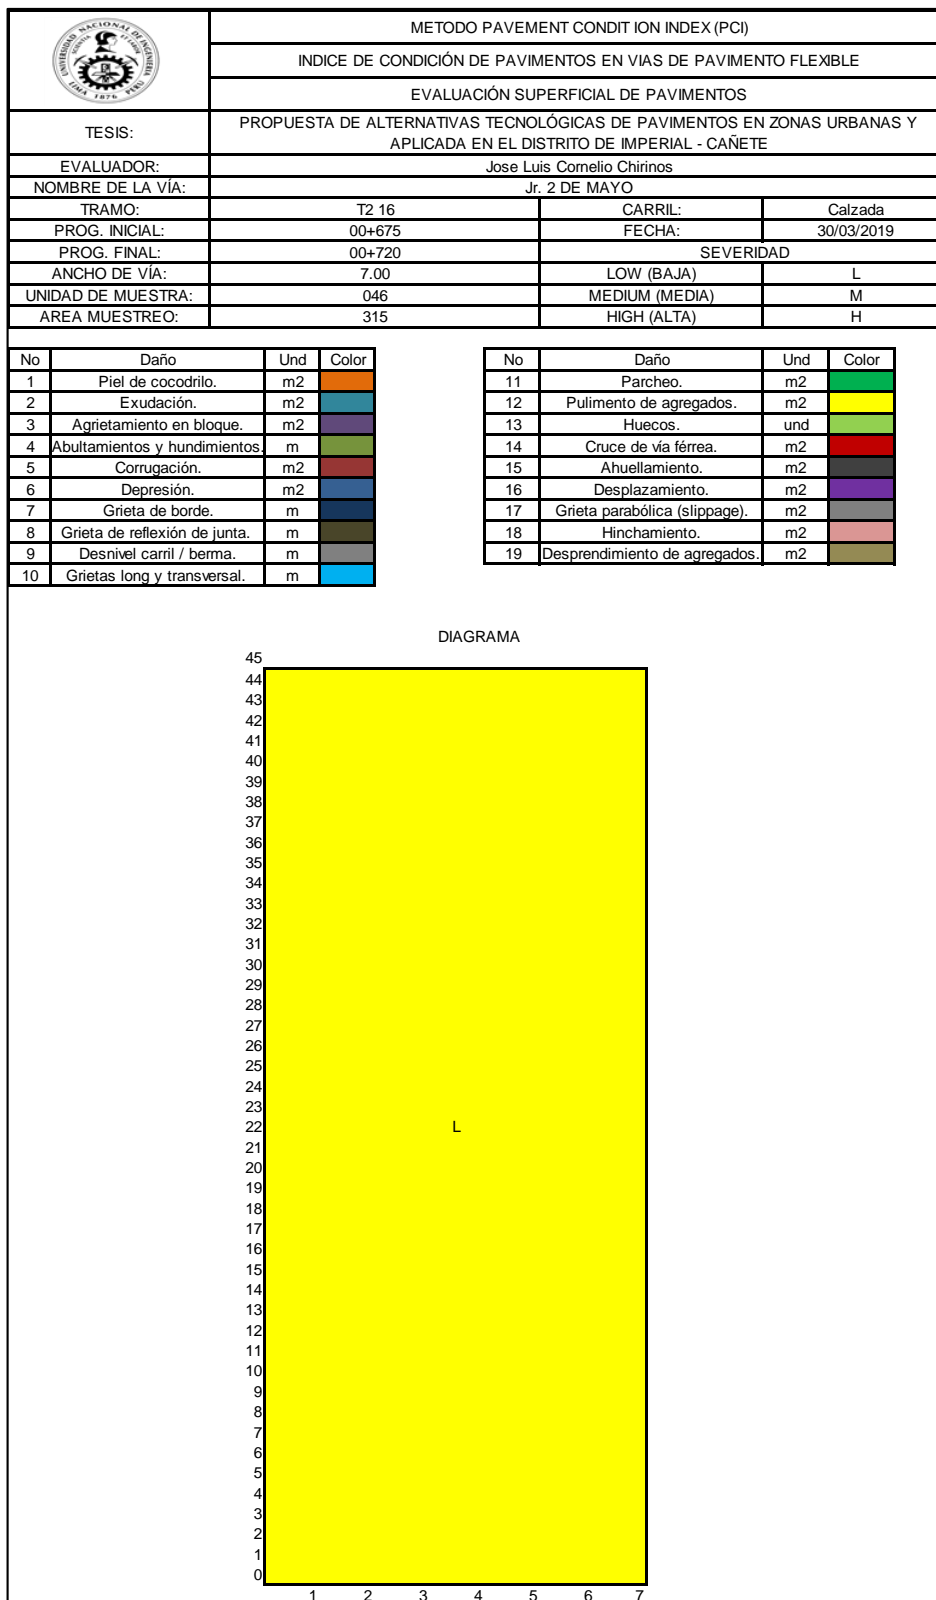 UNIVERSIDAD NACIONAL DE INGENIERIA
SCIENTIA ET LABOR
LIMA 1876 PERU
METODO PAVEMENT CONDIT ION INDEX (PCI)
INDICE DE CONDICIÓN DE PAVIMENTOS EN VIAS DE PAVIMENTO FLEXIBLE
EVALUACIÓN SUPERFICIAL DE PAVIMENTOS
TESIS: PROPUESTA DE ALTERNATIVAS TECNOLÓGICAS DE PAVIMENTOS EN ZONAS URBANAS Y
APLICADA EN EL DISTRITO DE IMPERIAL - CAÑETE
EVALUADOR: Jose Luis Cornelio Chirinos
NOMBRE DE LA VÍA: Jr. 2 DE MAYO
TRAMO: T2 16 CARRIL: Calzada
PROG. INICIAL: 00+675 FECHA: 30/03/2019
PROG. FINAL: 00+720 SEVERIDAD
ANCHO DE VÍA: 7.00 LOW (BAJA) L
UNIDAD DE MUESTRA: 046 MEDIUM (MEDIA) M
AREA MUESTREO: 315 HIGH (ALTA) H
No Daño Und Color
1 Piel de cocodrilo. m2
2 Exudación. m2
3 Agrietamiento en bloque. m2
4 Abultamientos y hundimientos. m
5 Corrugación. m2
6 Depresión. m2
7 Grieta de borde. m
8 Grieta de reflexión de junta. m
9 Desnivel carril / berma. m
10 Grietas long y transversal. m
No Daño Und Color
11 Parcheo. m2
12 Pulimento de agregados. m2
13 Huecos. und
14 Cruce de vía férrea. m2
15 Ahuellamiento. m2
16 Desplazamiento. m2
17 Grieta parabólica (slippage). m2
18 Hinchamiento. m2
19 Desprendimiento de agregados. m2
DIAGRAMA
45
44
43
42
41
40
39
38
37
36
35
34
33
32
31
30
29
28
27
26
25
24
23
22 L
21
20
19
18
17
16
15
14
13
12
11
10
9
8
7
6
5
4
3
2
1
0
1 2 3 4 5 6 7